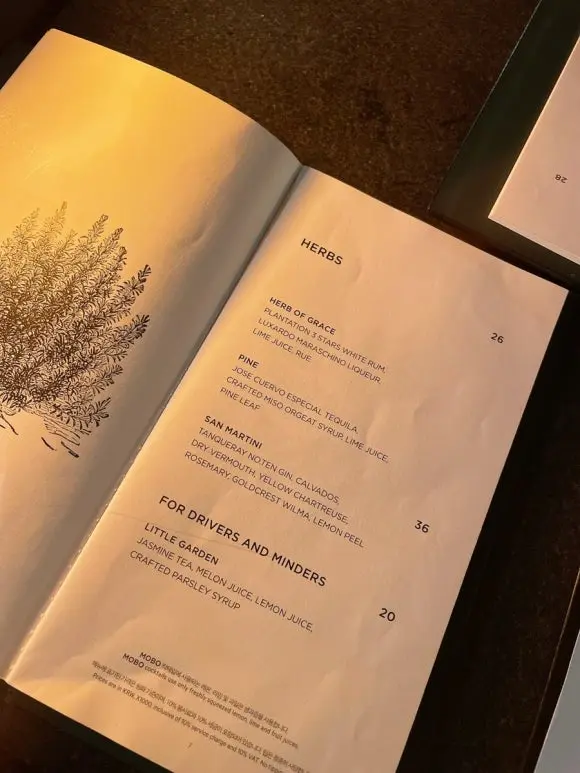 HERBS
HERB OF GRACE
PLANTATION 3 STARS WHITE RUM,
LUXARDO MARASCHINO LIQUEUR,
LIME JUICE, RUE
26
PINE
JOSE CUERVO ESPECIAL TEQUILA,
CRAFTED MISO ORGEAT SYRUP, LIME JUICE,
PINE LEAF
SAN MARTINI
TANQUERAY NO.TEN GIN, CALVADOS,
DRY VERMOUTH, YELLOW CHARTREUSE,
ROSEMARY, GOLDCREST WILMA, LEMON PEEL
36
FOR DRIVERS AND MINDERS
LITTLE GARDEN
JASMINE TEA, MELON JUICE, LEMON JUICE,
CRAFTED PARSLEY SYRUP
20
MOBO
MOBO cocktails use only freshly squeezed lemon, lime and fruit juices.
Prices are in KRW, X1000, inclusive of 10% service charge and 10% VAT.
28